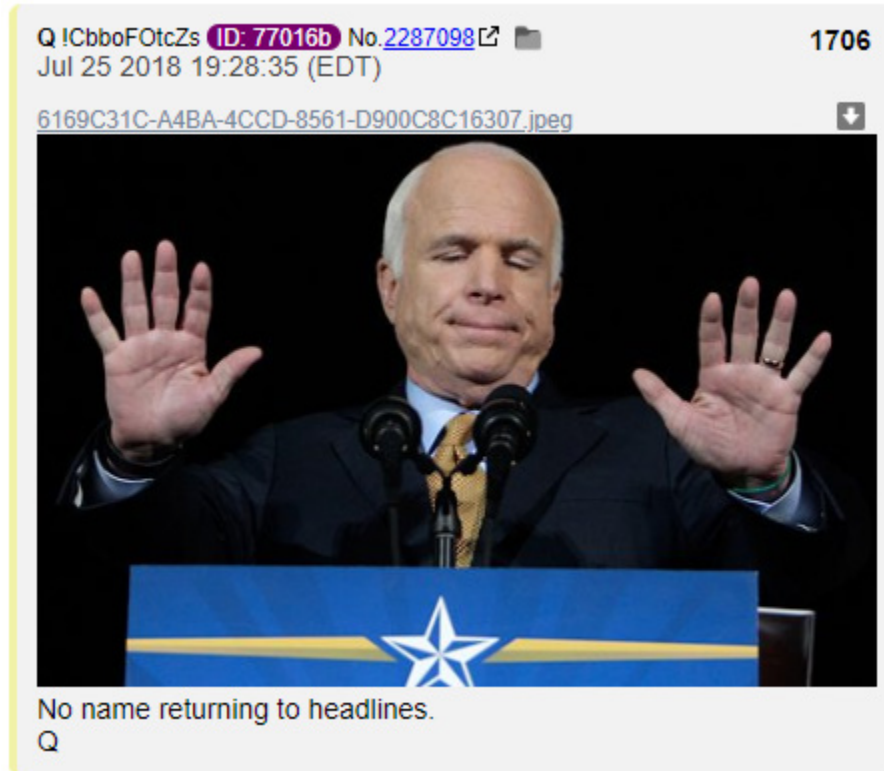 Q !CbboFOtcZs ID: 77016b No.2287098 1706
Jul 25 2018 19:28:35 (EDT)
6169C31C-A4BA-4CCD-8561-D900C8C16307.jpeg
No name returning to headlines.
Q